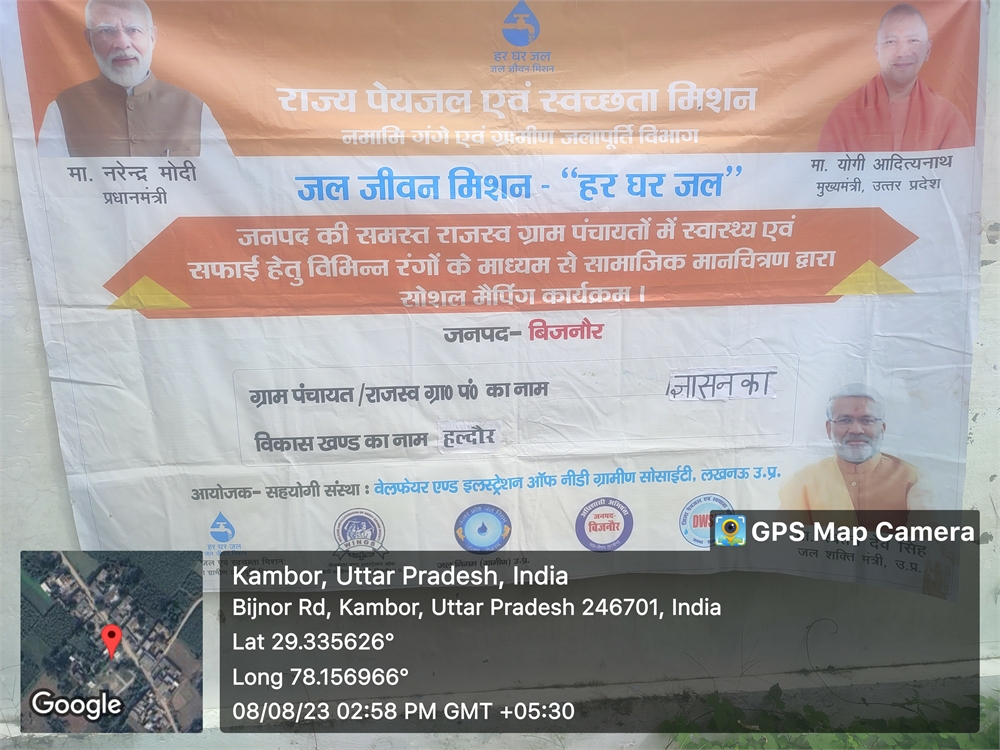 हर घर जल
जल जीवन मिशन
राज्य पेयजल एवं स्वच्छता मिशन
नमामि गंगे एवं ग्रामीण जलापूर्ति विभाग
मा. नरेन्द्र मोदी
प्रधानमंत्री
मा. योगी आदित्यनाथ
मुख्यमंत्री, उत्तर प्रदेश
जल जीवन मिशन - “हर घर जल”
जनपद की समस्त राजस्व ग्राम पंचायतों में स्वास्थ्य एवं
सफाई हेतु विभिन्न रंगों के माध्यम से सामाजिक मानचित्रण द्वारा
सोशल मैपिंग कार्यक्रम।
जनपद- बिजनौर
ग्राम पंचायत /राजस्व ग्रा० पं० का नाम
विकास खण्ड का नाम हल्दौर
आयोजक- सहयोगी संस्था : वेलफेयर एण्ड इलस्ट्रेशन ऑफ नीडी ग्रामीण सोसाईटी, लखनऊ उ.प्र.
हर घर जल
WINGS
जनपद-
बिजनौर
देव सिंह
जल शक्ति मंत्री, उ.प्र.
GPS Map Camera
Kambor, Uttar Pradesh, India
Bijnor Rd, Kambor, Uttar Pradesh 246701, India
Lat 29.335626°
Long 78.156966°
08/08/23 02:58 PM GMT +05:30
Google